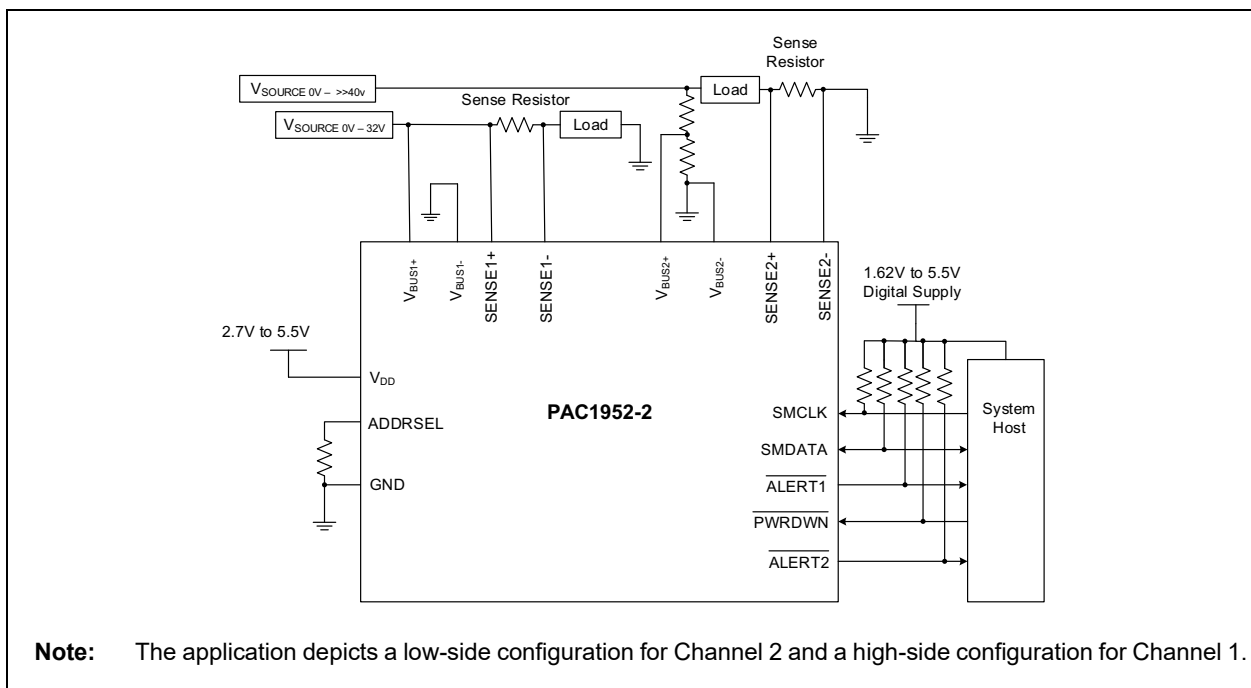 Sense
Resistor
VSOURCE 0V – >>40v
Load
Sense Resistor
VSOURCE 0V – 32V
Load
VBUS1+
VBUS1-
SENSE1+
SENSE1-
VBUS2+
VBUS2-
SENSE2+
SENSE2-
1.62V to 5.5V
Digital Supply
2.7V to 5.5V
VDD
ADDRSEL
GND
PAC1952-2
SMCLK
SMDATA
ALERT1
PWRDWN
ALERT2
System
Host
Note: The application depicts a low-side configuration for Channel 2 and a high-side configuration for Channel 1.